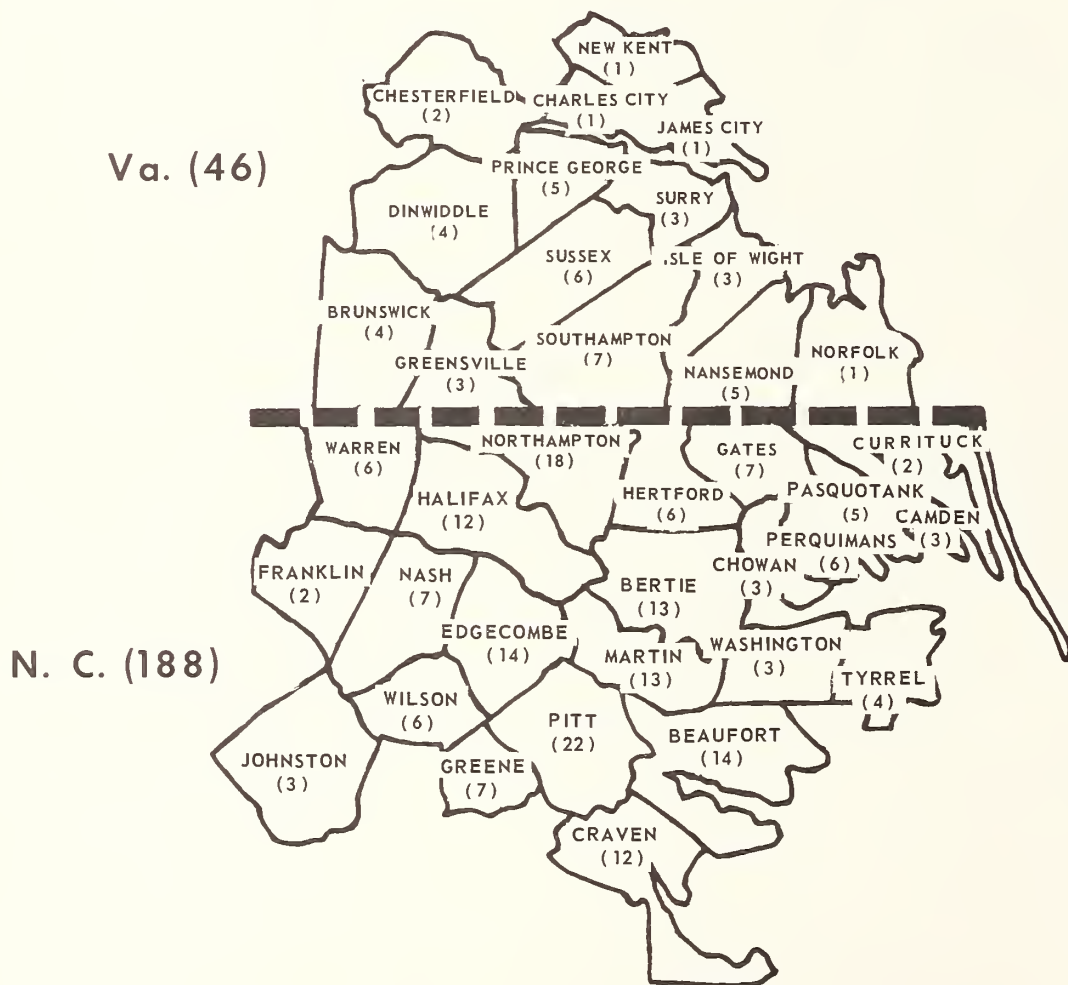 NEW KENT
(1)
CHESTERFIELD
(2)
CHARLES CITY
(1)
JAMES CITY
(1)
Va. (46)
PRINCE GEORGE
(5)
SURRY
(3)
DINWIDDLE
(4)
SUSSEX
(6)
ISLE OF WIGHT
(3)
BRUNSWICK
(4)
SOUTHAMPTON
(7)
GREENSVILLE
(3)
NANSEMOND
(5)
NORFOLK
(1)
WARREN
(6)
NORTHAMPTON
(18)
GATES
(7)
CURRITUCK
(2)
HALIFAX
(12)
HERTFORD
(6)
PASQUOTANK
(5)
CAMDEN
(3)
PERQUIMANS
(6)
CHOWAN
(3)
FRANKLIN
(2)
NASH
(7)
BERTIE
(13)
EDGECOMBE
(14)
MARTIN
(13)
WASHINGTON
(3)
TYRREL
(4)
N. C. (188)
WILSON
(6)
PITT
(22)
BEAUFORT
(14)
JOHNSTON
(3)
GREENE
(7)
CRAVEN
(12)